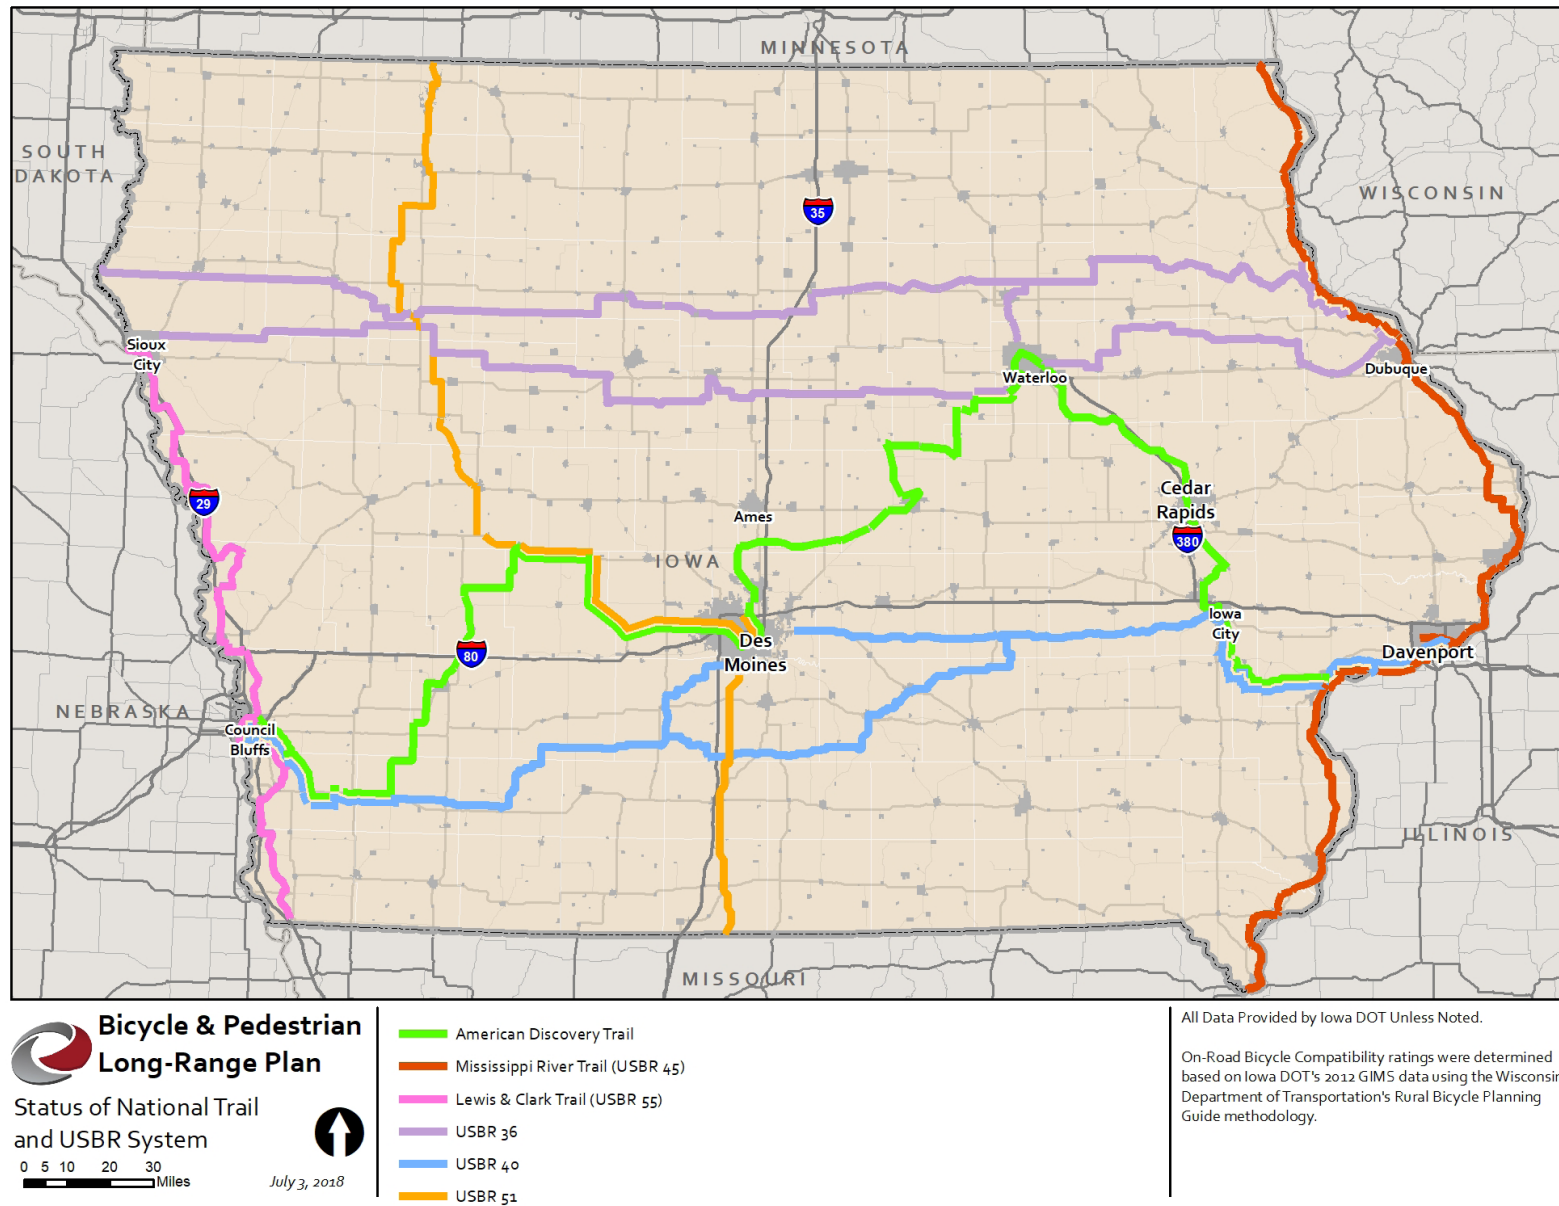 MINNESOTA
SOUTH
DAKOTA
WISCONSIN
35
Sioux
City
Waterloo
Dubuque
29
Cedar
Rapids
Ames
380
IOWA
Iowa
City
Des
Moines
80
Davenport
NEBRASKA
Council
Bluffs
ILLINOIS
MISSOURI
Bicycle & Pedestrian
Long-Range Plan
Status of National Trail
and USBR System
0 5 10 20 30
Miles
July 3, 2018
American Discovery Trail
Mississippi River Trail (USBR 45)
Lewis & Clark Trail (USBR 55)
USBR 36
USBR 40
USBR 51
All Data Provided by Iowa DOT Unless Noted.
On-Road Bicycle Compatibility ratings were determined
based on Iowa DOT's 2012 GIMS data using the Wisconsin
Department of Transportation's Rural Bicycle Planning
Guide methodology.